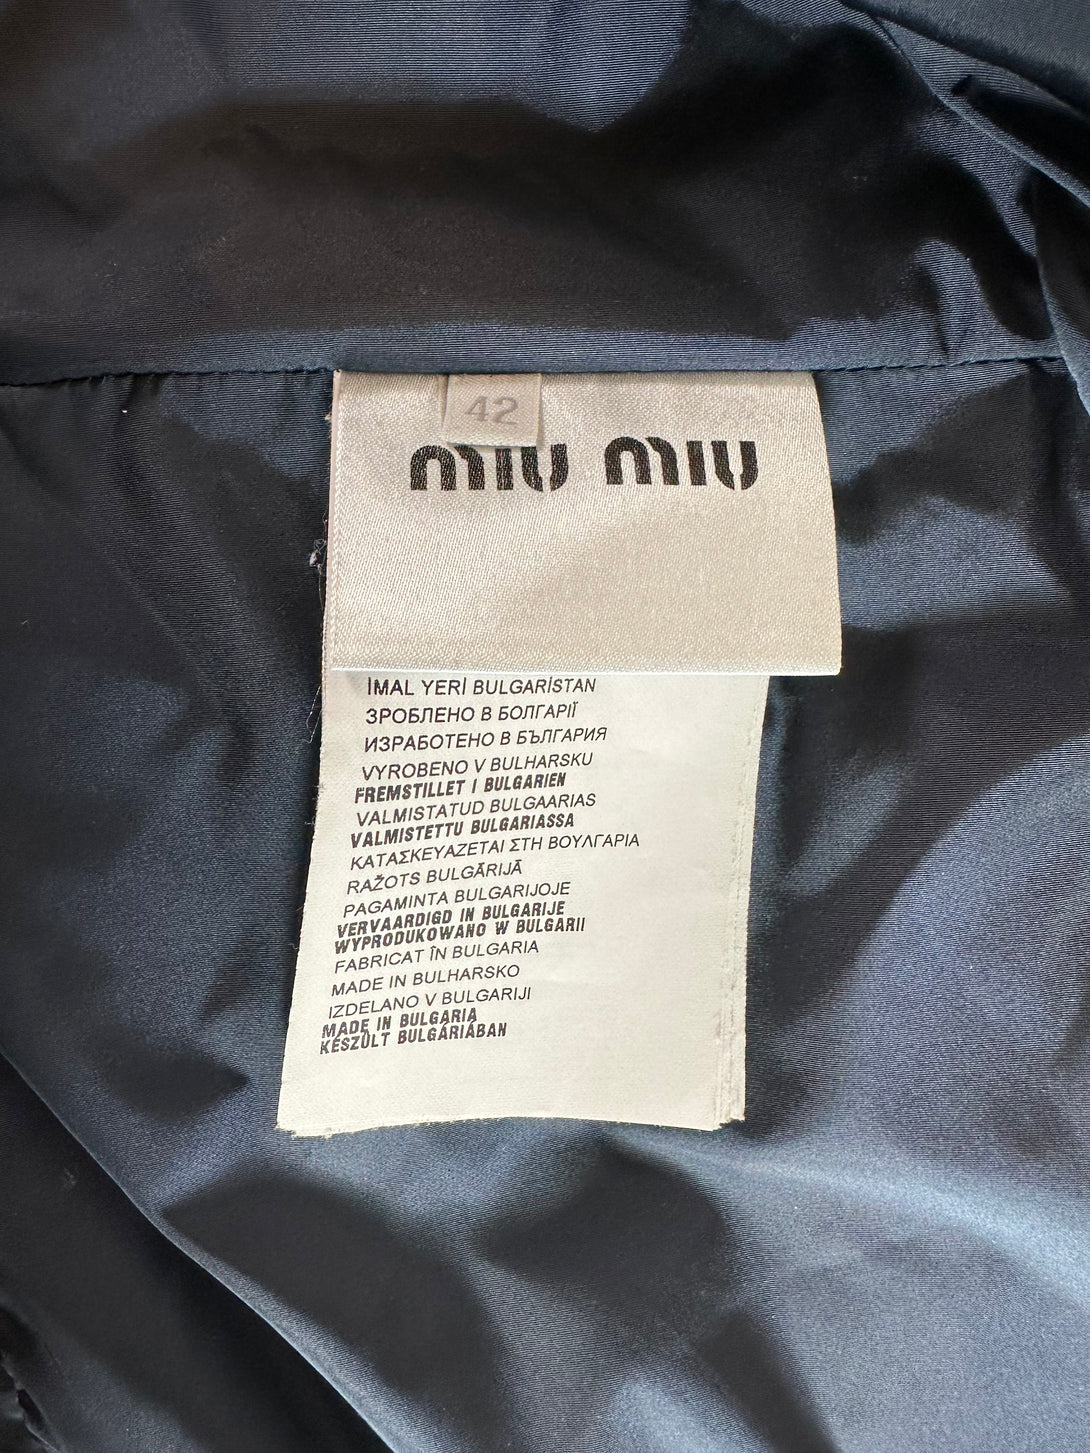 42
miu miu
İMAL YERİ BULGARİSTAN
ЗРОБЛЕНО В БОЛГАРІЇ
ИЗРАБОТЕНО В БЪЛГАРИЯ
VYROBENO V BULHARSKU
FREMSTILLET I BULGARIEN
VALMISTATUD BULGAARIAS
VALMISTETTU BULGARIASSA
ΚΑΤΑΣΚΕΥΑΖΕΤΑΙ ΣΤΗ ΒΟΥΛΓΑΡΙΑ
RAŽOTS BULGĀRIJĀ
PAGAMINTA BULGARIJOJE
VERVAARDIGD IN BULGARIJE
WYPRODUKOWANO W BULGARII
FABRICAT ÎN BULGARIA
MADE IN BULHARSKO
IZDELANO V BULGARIJI
MADE IN BULGARIA
KÉSZÜLT BULGÁRIÁBAN